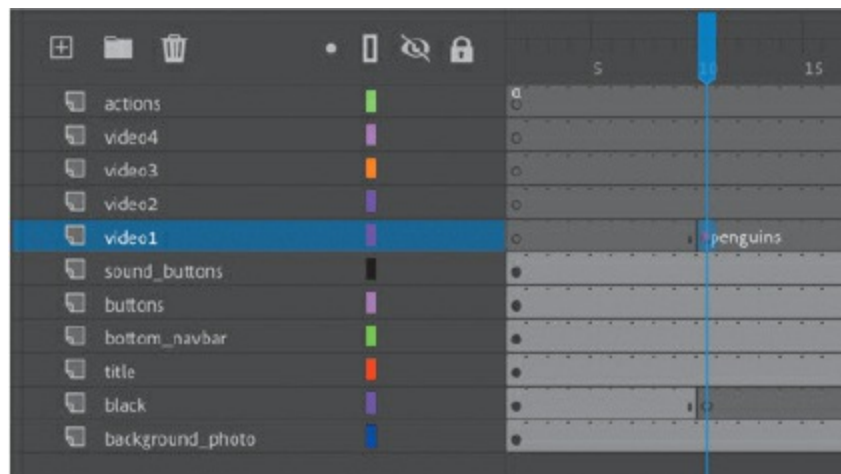 5 10 15
actions a
video4
video3
video2
video1 penguins
sound_buttons
buttons
bottom_navbar
title
black
background_photo